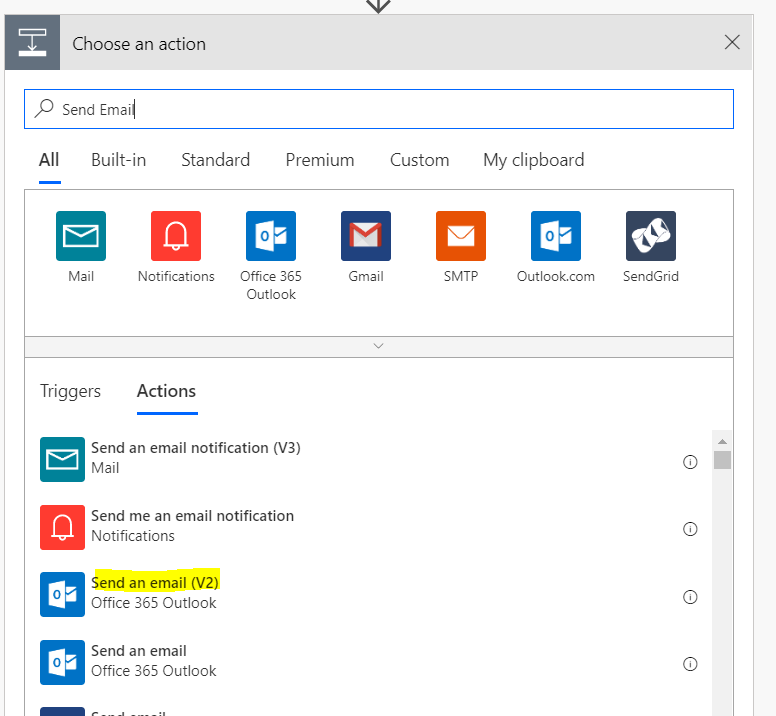 Choose an action
Send Email
All Built-in Standard Premium Custom My clipboard
Mail Notifications Office 365 Outlook Gmail SMTP Outlook.com SendGrid
Triggers Actions
Send an email notification (V3)
Mail
Send me an email notification
Notifications
Send an email (V2)
Office 365 Outlook
Send an email
Office 365 Outlook
Send email